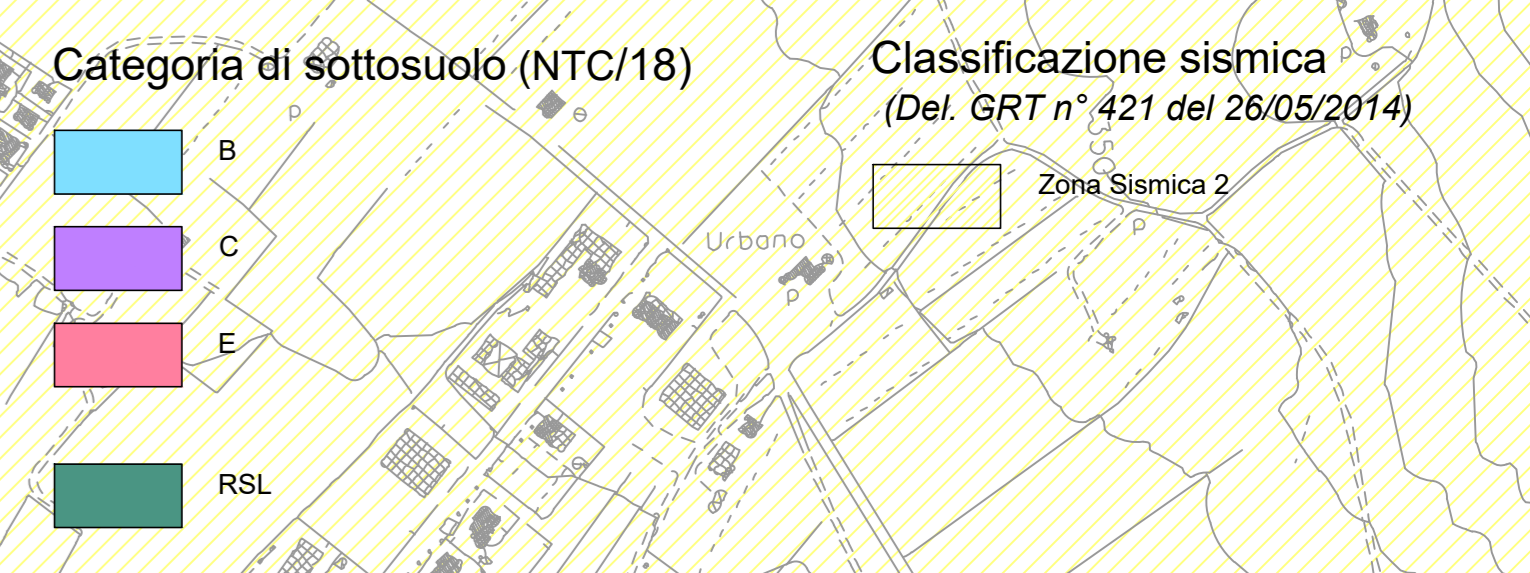 Categoria di sottosuolo (NTC/18)
B
C
E
RSL
Classificazione sismica
(Del. GRT n° 421 del 26/05/2014)
Zona Sismica 2
350
Urbano
p
p
p
p